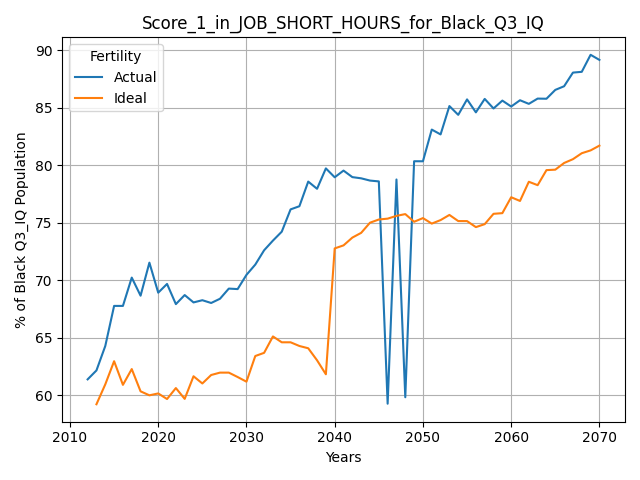 Score_1_in_JOB_SHORT_HOURS_for_Black_Q3_IQ
Fertility
Actual
Ideal
% of Black Q3_IQ Population
90
85
80
75
70
65
60
2010 2020 2030 2040 2050 2060 2070
Years